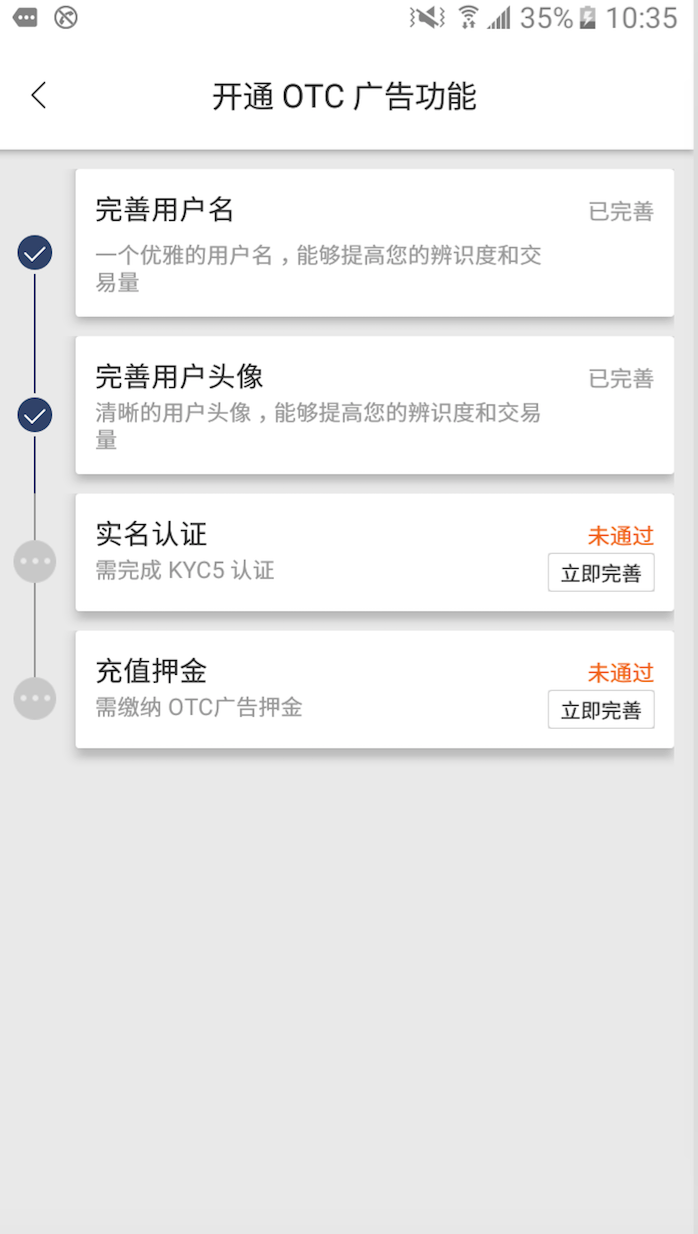 35% 10:35
开通 OTC 广告功能
完善用户名
已完善
一个优雅的用户名，能够提高您的辨识度和交
易量
完善用户头像
已完善
清晰的用户头像，能够提高您的辨识度和交易
量
实名认证
未通过
需完成 KYC5 认证
立即完善
充值押金
未通过
需缴纳 OTC广告押金
立即完善